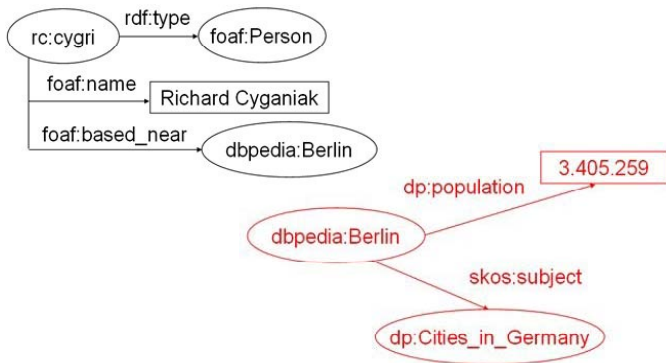 rdf:type
rc:cygri
foaf:Person
foaf:name
Richard Cyganiak
foaf:based_near
dbpedia:Berlin
3.405.259
dp:population
dbpedia:Berlin
skos:subject
dp:Cities_in_Germany